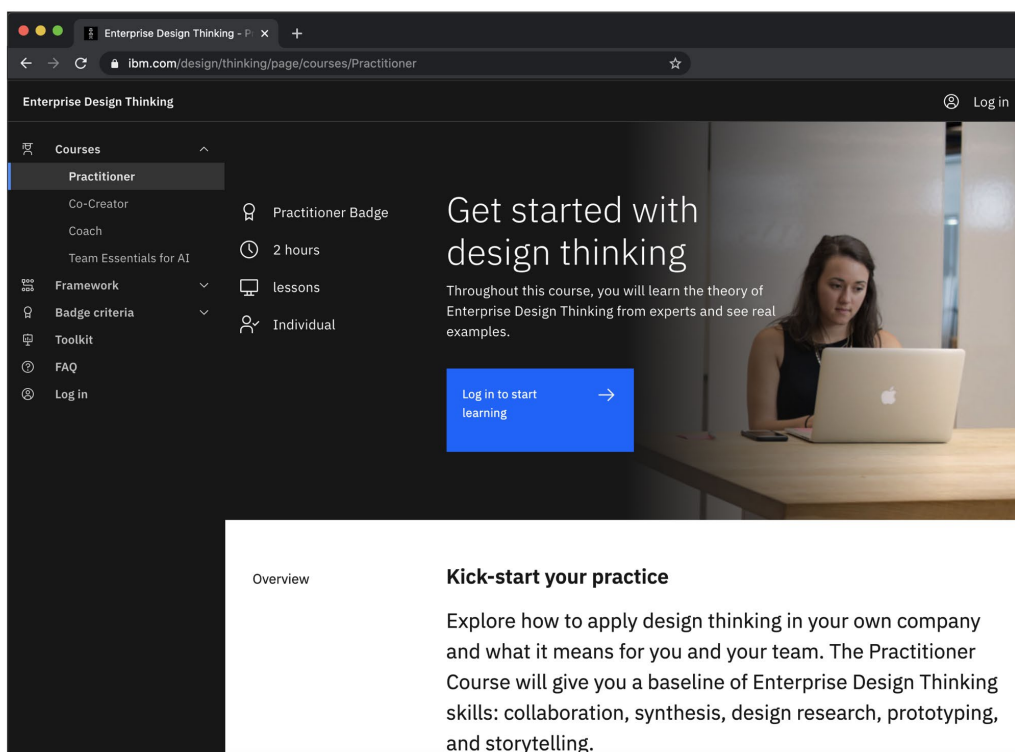 Enterprise Design Thinking - P
ibm.com/design/thinking/page/courses/Practitioner
Enterprise Design Thinking
Log in
Courses
Practitioner
Co-Creator
Coach
Team Essentials for AI
Framework
Badge criteria
Toolkit
FAQ
Log in
Practitioner Badge
2 hours
lessons
Individual
Get started with
design thinking
Throughout this course, you will learn the theory of
Enterprise Design Thinking from experts and see real
examples.
Log in to start
learning
Overview
Kick-start your practice
Explore how to apply design thinking in your own company
and what it means for you and your team. The Practitioner
Course will give you a baseline of Enterprise Design Thinking
skills: collaboration, synthesis, design research, prototyping,
and storytelling.